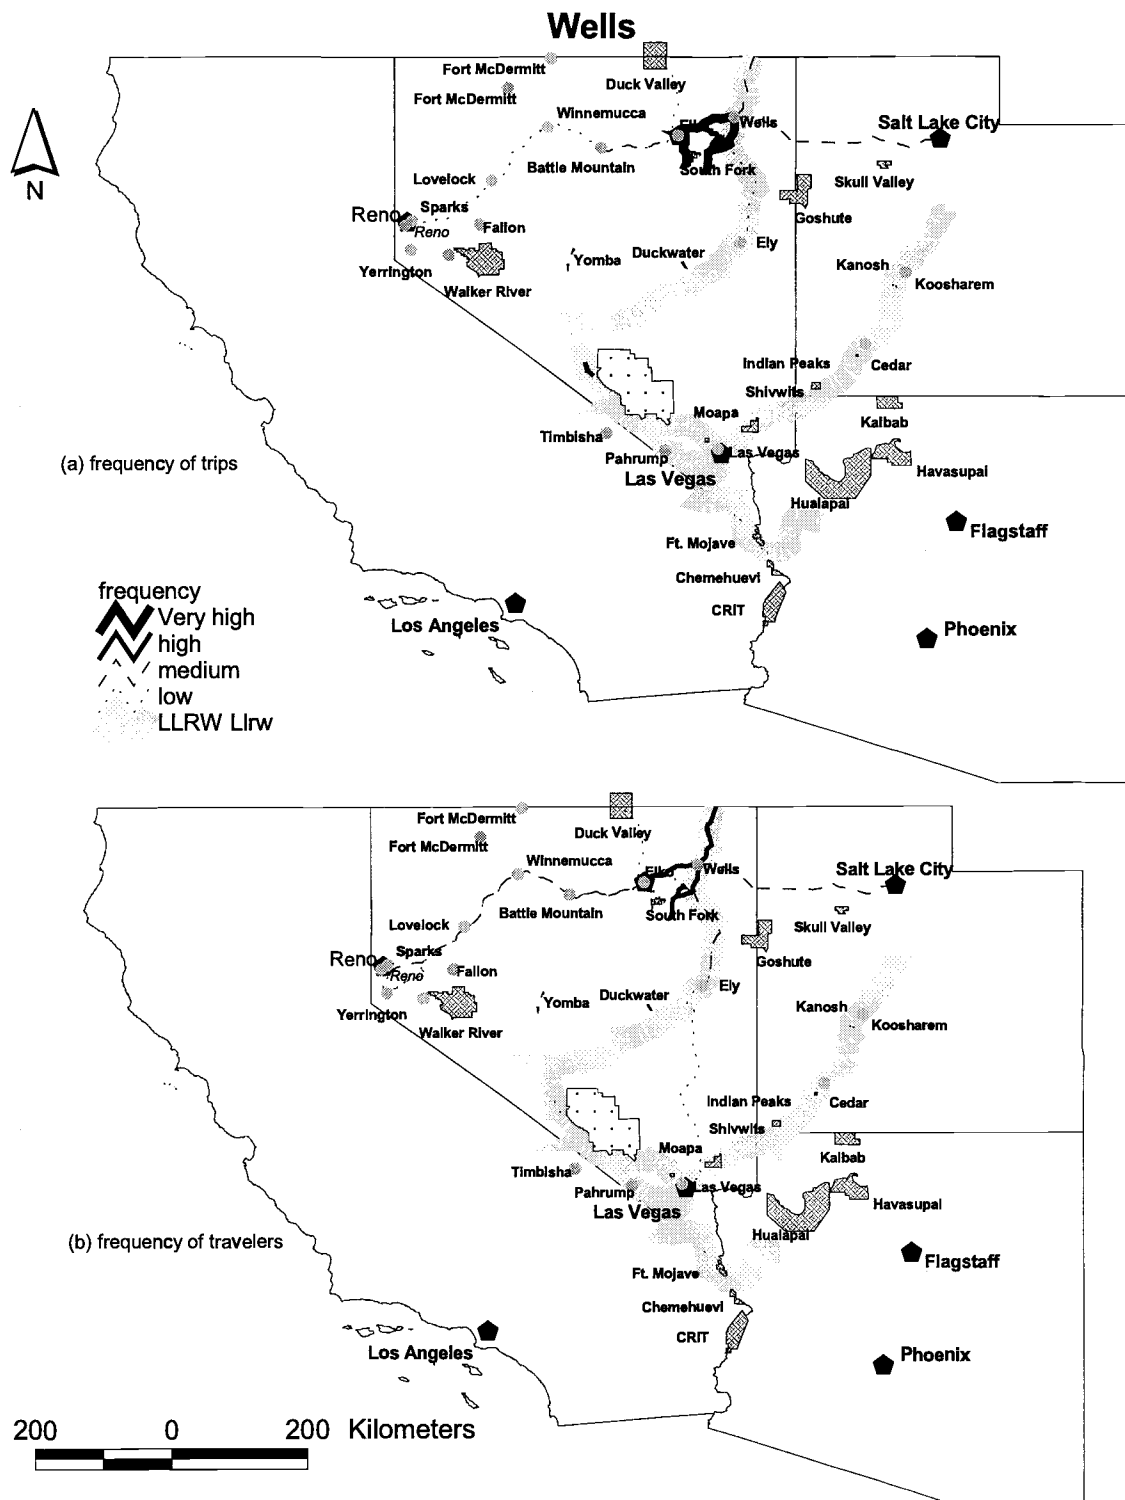 Wells
Fort McDermitt
Duck Valley
Fort McDermitt
Winnemucca
Wells
Salt Lake City
Battle Mountain
South Fork
Skull Valley
Lovelock
N
Sparks
Reno
Reno
Fallon
Goshute
Ely
Yomba
Duckwater
Kanosh
Yerrington
Koosharem
Walker River
Indian Peaks
Cedar
Shivwits
Moapa
Kaibab
Timbisha
Las Vegas
(a) frequency of trips
Pahrump
Havasupai
Las Vegas
Hualapai
Flagstaff
Ft. Mojave
Chemehuevi
frequency
Very high
CRIT
Los Angeles
Phoenix
high
medium
low
LLRW Llrw
Fort McDermitt
Duck Valley
Fort McDermitt
Winnemucca
Elko
Wells
Salt Lake City
Battle Mountain
South Fork
Lovelock
Skull Valley
Sparks
Reno
Reno
Fallon
Goshute
Ely
Yomba
Duckwater
Kanosh
Yerrington
Koosharem
Walker River
Indian Peaks
Cedar
Shivwits
Moapa
Kaibab
Timbisha
Las Vegas
Pahrump
Havasupai
Las Vegas
Hualapai
(b) frequency of travelers
Flagstaff
Ft. Mojave
Chemehuevi
CRIT
Los Angeles
Phoenix
200 0 200 Kilometers